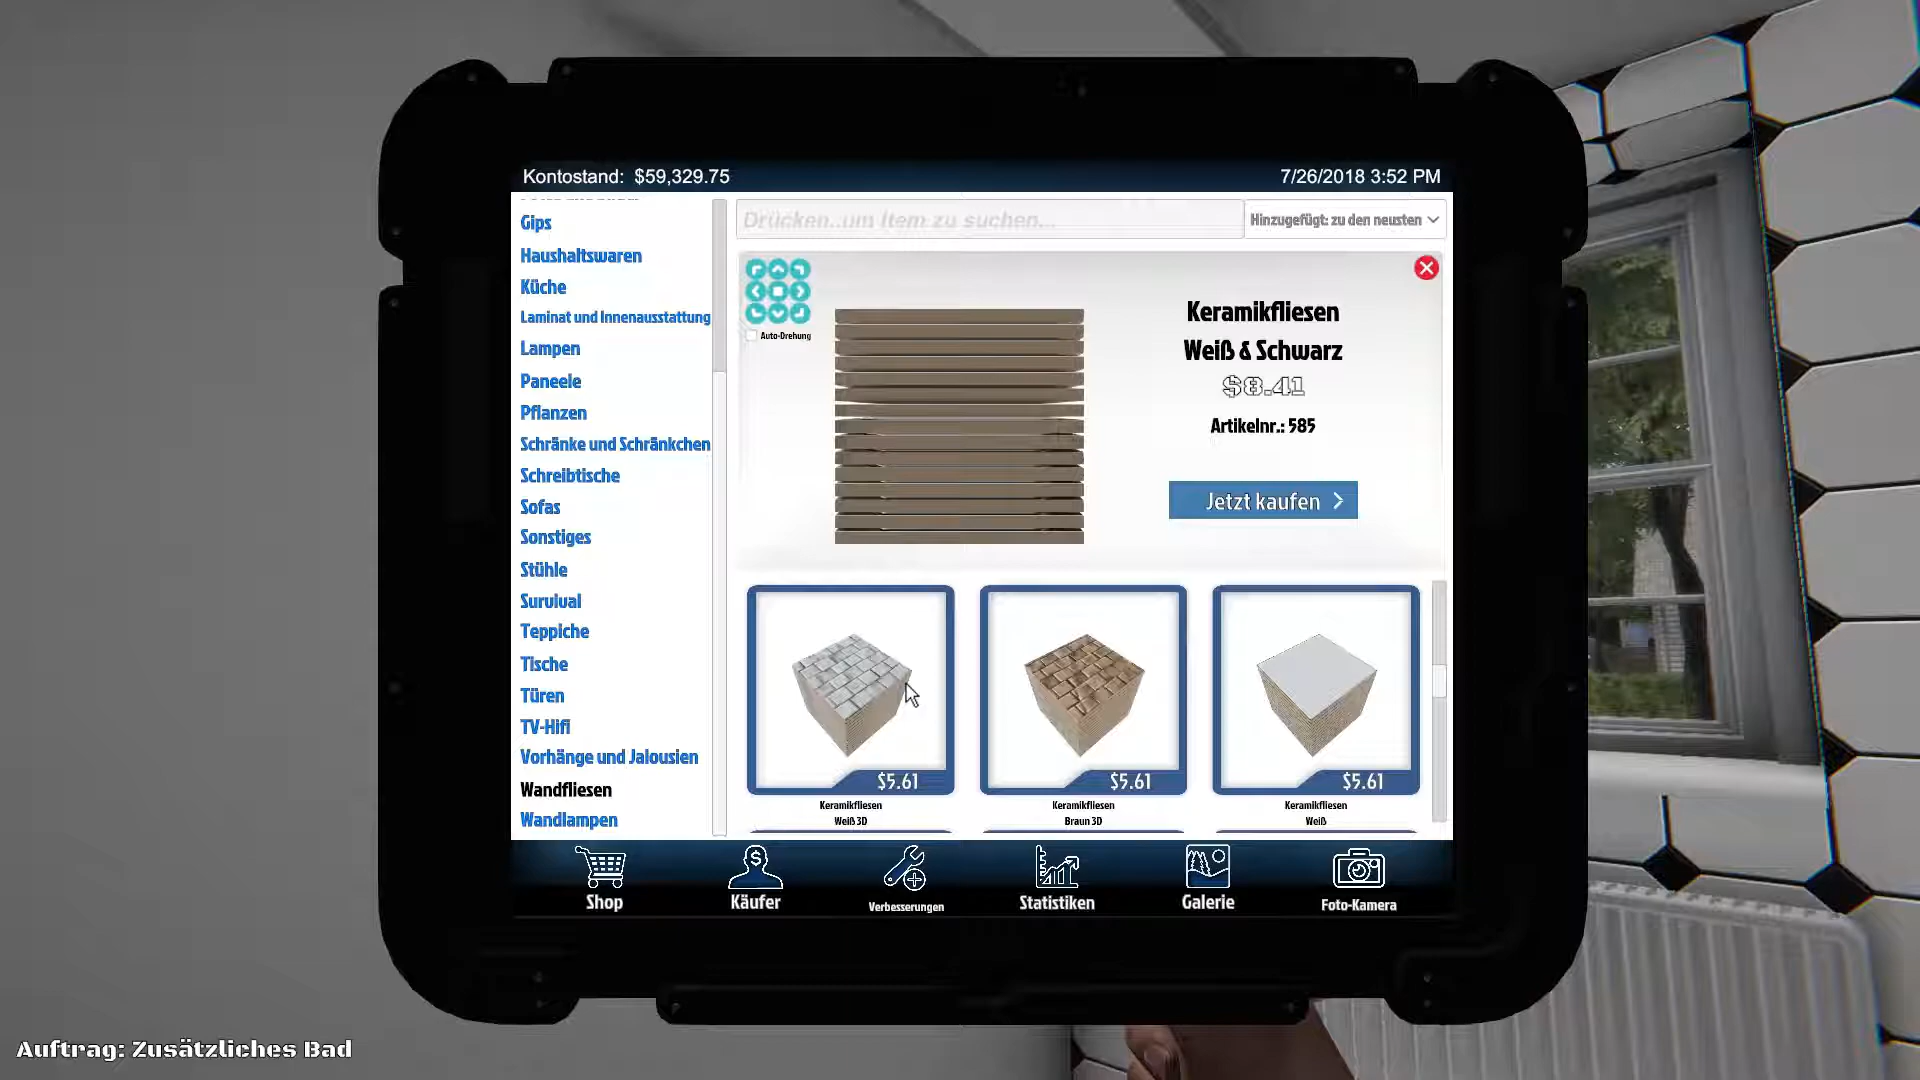 Kontostand: $59,329.75
7/26/2018 3:52 PM
Gips
Haushaltswaren
Küche
Laminat und Innenausstattung
Lampen
Paneele
Pflanzen
Schränke und Schränkchen
Schreibtische
Sofas
Sonstiges
Stühle
Survival
Teppiche
Tische
Türen
TV-Hifi
Vorhänge und Jalousien
Wandfliesen
Wandlampen
Drücken..um Item zu suchen...
Hinzugefügt: zu den neusten
Auto-Drehung
Keramikfliesen
Weiß & Schwarz
$8.41
Artikelnr.: 585
Jetzt kaufen
$5.61
$5.61
$5.61
Keramikfliesen
Weiß 3D
Keramikfliesen
Braun 3D
Keramikfliesen
Weiß
Shop
Käufer
Verbesserungen
Statistiken
Galerie
Foto-Kamera
Auftrag: Zusätzliches Bad